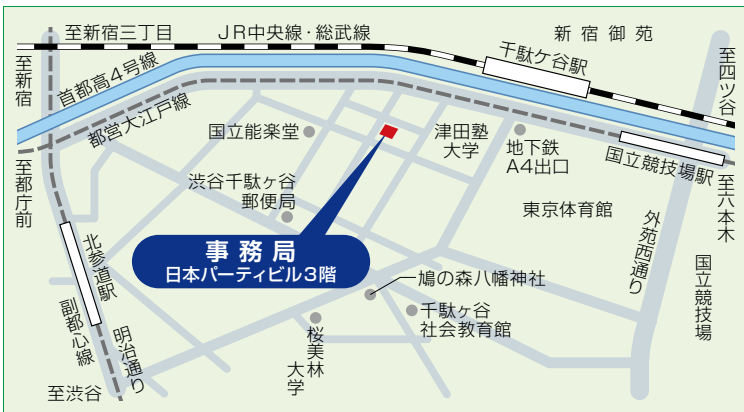 至新宿三丁目
JR中央線・総武線
新宿御苑
至新宿
首都高4号線
千駄ケ谷駅
至四ツ谷
都営大江戸線
国立能楽堂
津田塾
大学
地下鉄
A4出口
国立競技場駅
至都庁前
渋谷千駄ヶ谷
郵便局
東京体育館
至六本木
事務局
日本パーティビル3階
外苑西通り
国立競技場
北参道駅
副都心線
明治通り
鳩の森八幡神社
千駄ヶ谷
社会教育館
桜美林
大学
至渋谷